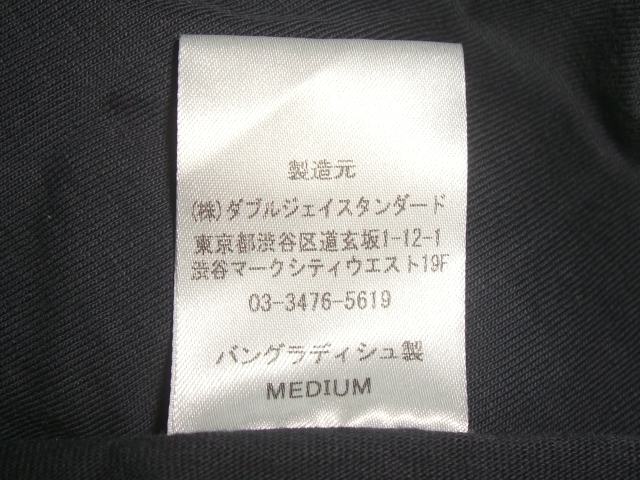 製造元
(株)ダブルジェイスタンダード
東京都渋谷区道玄坂1-12-1
渋谷マークシティウエスト19F
03-3476-5619
バングラディシュ製
MEDIUM